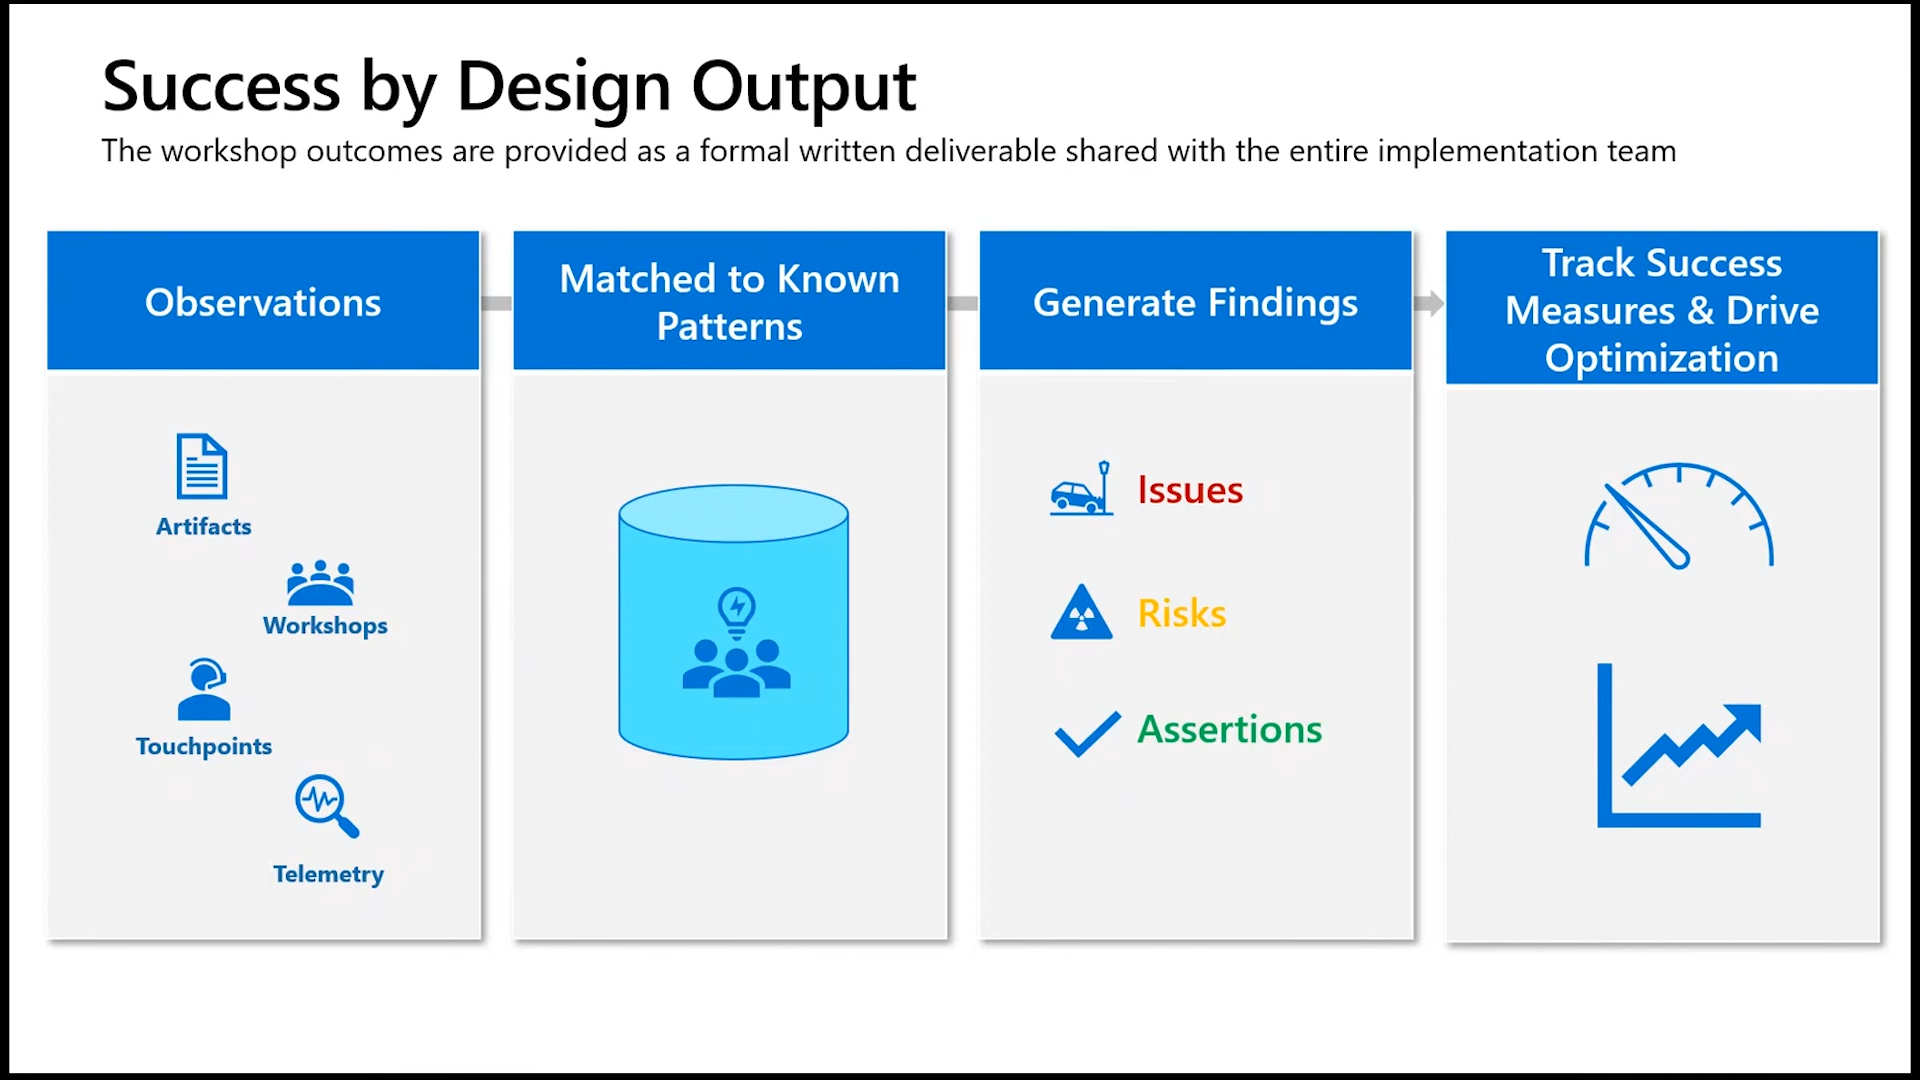 Success by Design Output
The workshop outcomes are provided as a formal written deliverable shared with the entire implementation team
Observations
Artifacts
Workshops
Touchpoints
Telemetry
Matched to Known
Patterns
Generate Findings
Issues
Risks
Assertions
Track Success
Measures & Drive
Optimization